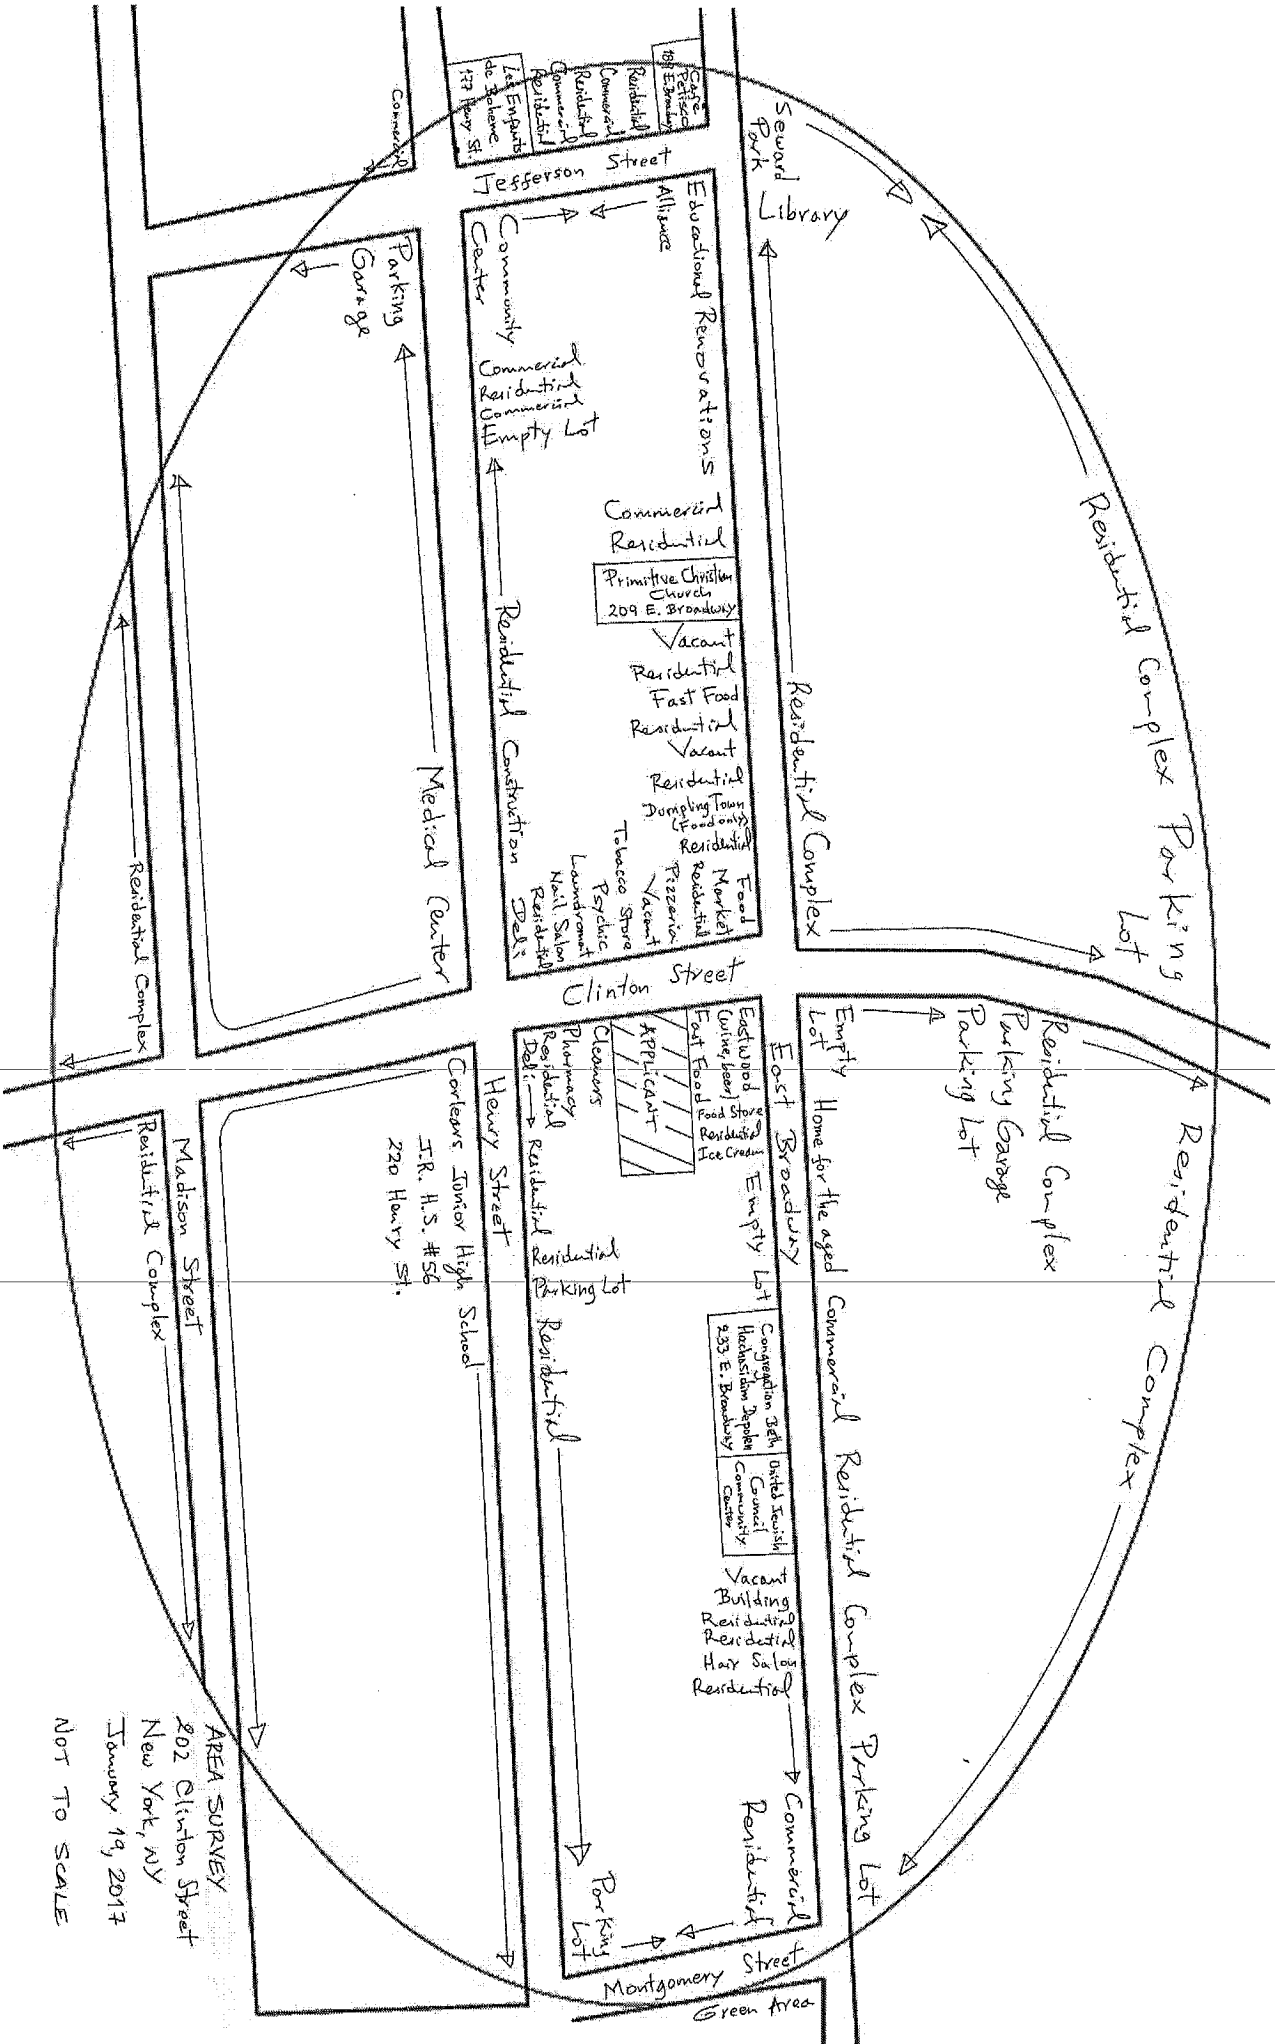 Café
Petisco
189 E. Broadway
Residential
Commercial
Residential
Commercial
Residential
Les Enfants
de Boheme
177 Henry St.
Commercial
Seward
Park
Library
Jefferson Street
Educational Renovations
Alliance
Community
Center
Parking
Garage
Commercial
Residential
Commercial
Empty Lot
Commercial
Residential
Primitive Christian
Church
209 E. Broadway
Vacant
Residential
Fast Food
Residential
Vacant
Residential
Dumpling Town
(Food only)
Residential
Food
Market
Residential
Pizzeria
Vacant
Tobacco Store
Psychic
Laundromat
Nail Salon
Residential
Deli
Residential Construction
Medical Center
Residential Complex
Residential Complex
Residential Complex Parking
Lot
Clinton Street
Eastwood
(wine, beer)
Fast Food
Food Store
Residential
Ice Cream
APPLICANT
Cleaners
Pharmacy
Residential
Deli
Residential
Residential
Parking Lot
Residential
Empty Lot
East Broadway
Empty
Lot
Home for the aged
Commercial Residential Complex Parking Lot
Residential Complex
Parking Garage
Parking Lot
Residential Complex
Congregation Beth
Hachasidim Depolen
233 E. Broadway
United Jewish
Council
Community
Center
Vacant
Building
Residential
Residential
Hair Salon
Residential
Commercial
Residential
Parking
Lot
Henry Street
Corlears Junior High School
J.R. H.S. #56
220 Henry St.
Madison Street
Residential Complex
Montgomery Street
Green Area
AREA SURVEY
202 Clinton Street
New York, NY
January 19, 2017
NOT TO SCALE